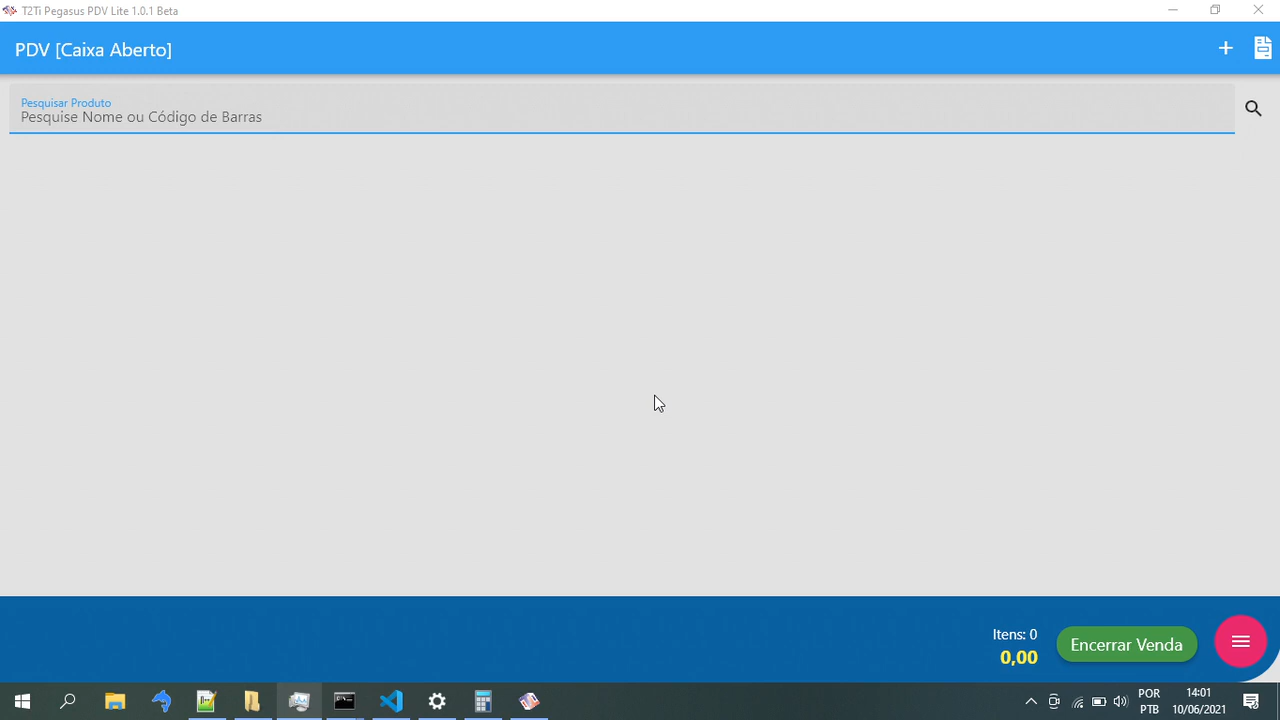 T2Ti Pegasus PDV Lite 1.0.1 Beta
PDV [Caixa Aberto]
Pesquisar Produto
Pesquise Nome ou Código de Barras
Itens: 0
0,00
Encerrar Venda
POR
PTB
14:01
10/06/2021